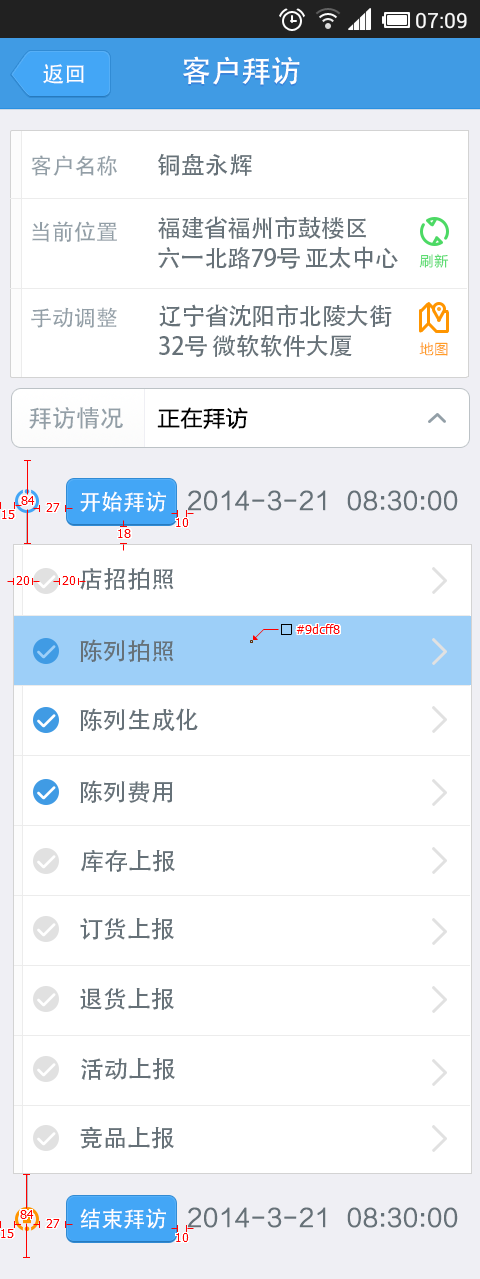 07:09
返回
客户拜访
客户名称 铜盘永辉
当前位置 福建省福州市鼓楼区
六一北路79号 亚太中心
刷新
手动调整 辽宁省沈阳市北陵大街
32号 微软软件大厦
地图
拜访情况 正在拜访
84
15 27 开始拜访 10 2014-3-21 08:30:00
18
20 20 店招拍照
#9dcff8
陈列拍照
陈列生成化
陈列费用
库存上报
订货上报
退货上报
活动上报
竞品上报
84
15 27 结束拜访 10 2014-3-21 08:30:00